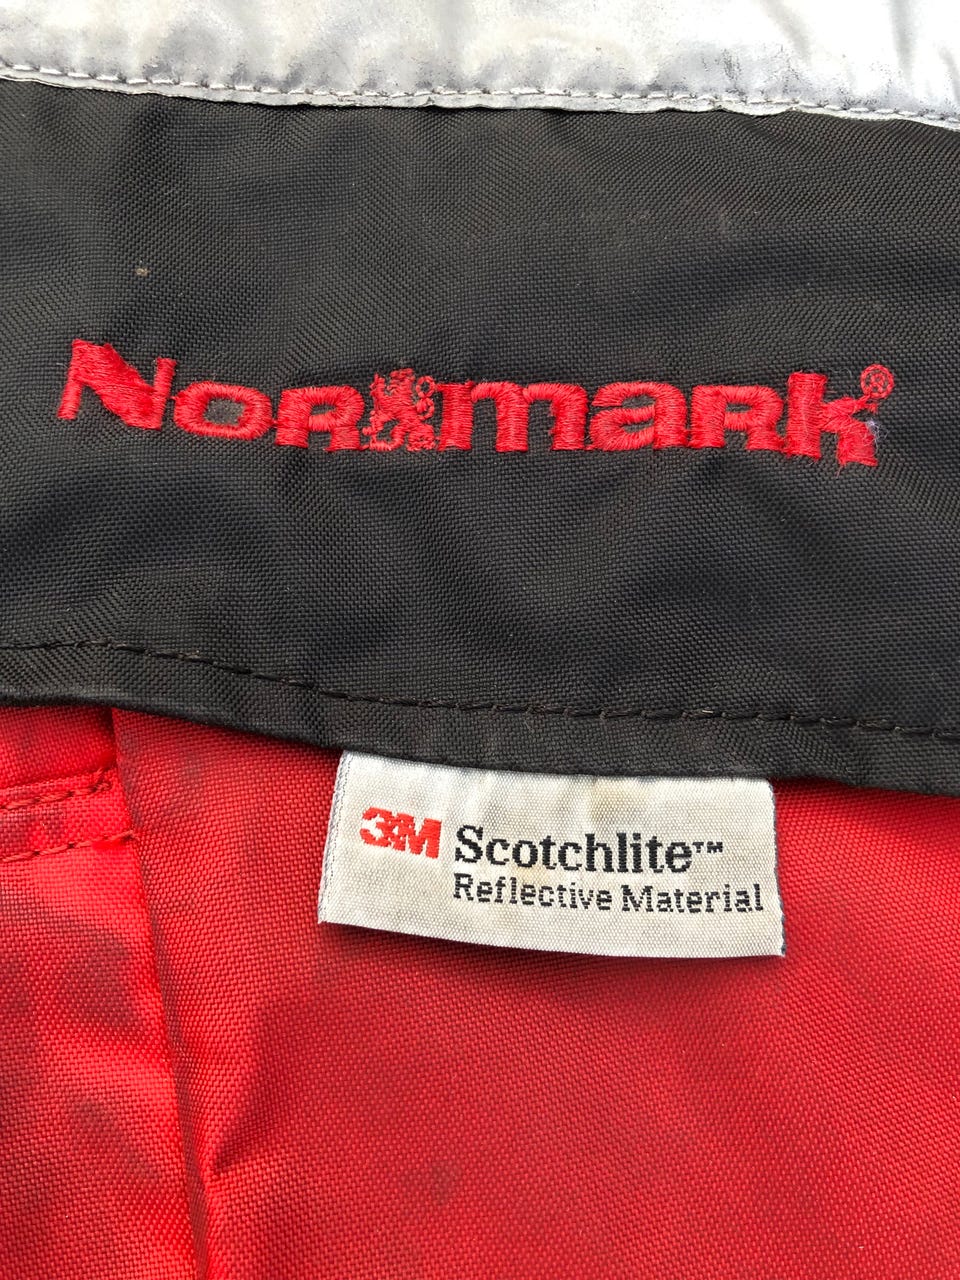 Normark®
3M Scotchlite™
Reflective Material